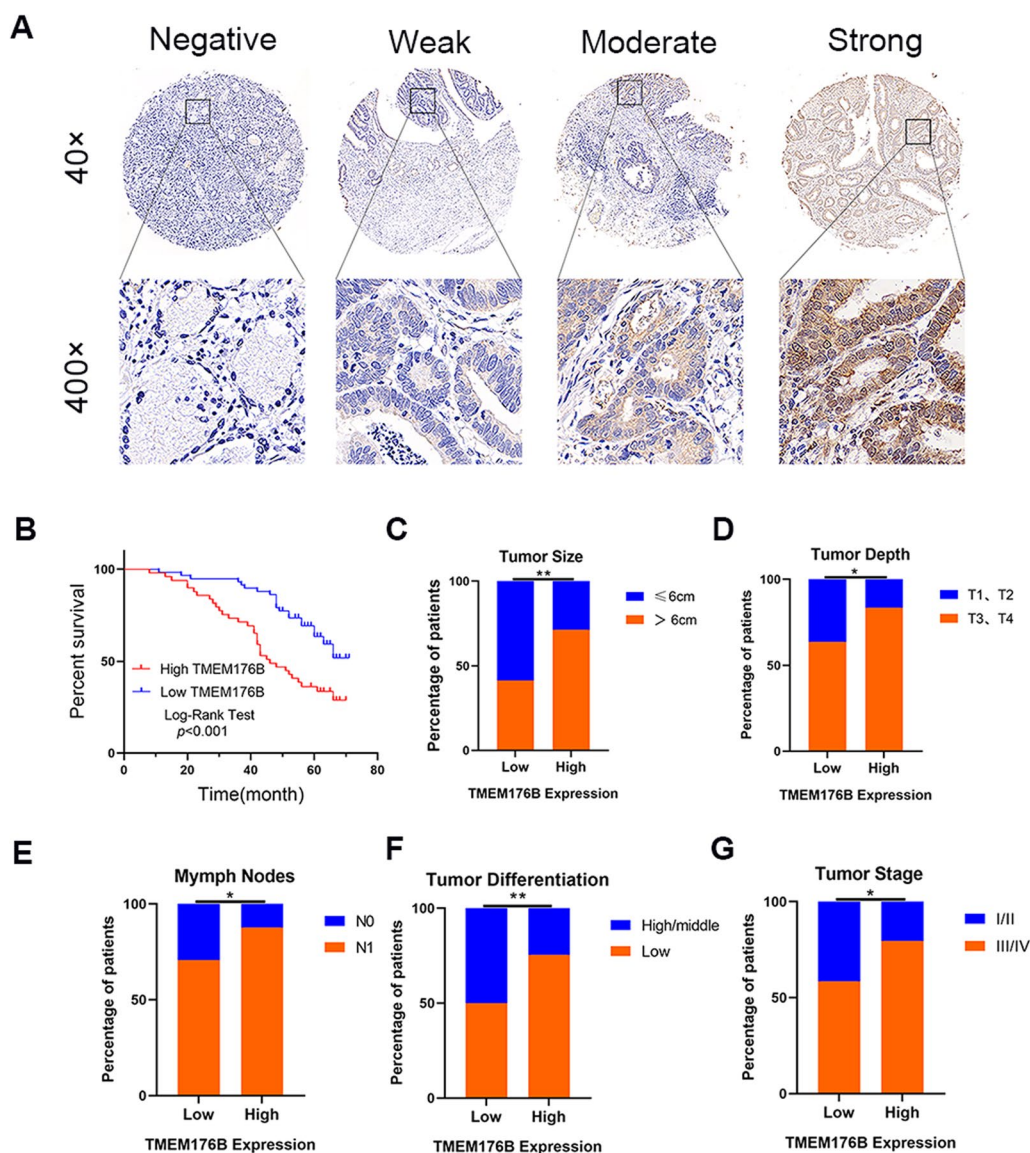 A
Negative
Weak
Moderate
Strong
40×
400×
B
Percent survival
100
50
0
High TMEM176B
Low TMEM176B
Log-Rank Test
p<0.001
0
20
40
60
80
Time(month)
C
Tumor Size
**
Percentage of patients
100
50
0
Low
High
TMEM176B Expression
⩽6cm
＞6cm
D
Tumor Depth
*
Percentage of patients
100
50
0
Low
High
TMEM176B Expression
T1、T2
T3、T4
E
Mymph Nodes
*
Percentage of patients
100
50
0
Low
High
TMEM176B Expression
N0
N1
F
Tumor Differentiation
**
Percentage of patients
100
50
0
Low
High
TMEM176B Expression
High/middle
Low
G
Tumor Stage
*
Percentage of patients
100
50
0
Low
High
TMEM176B Expression
I/II
III/IV